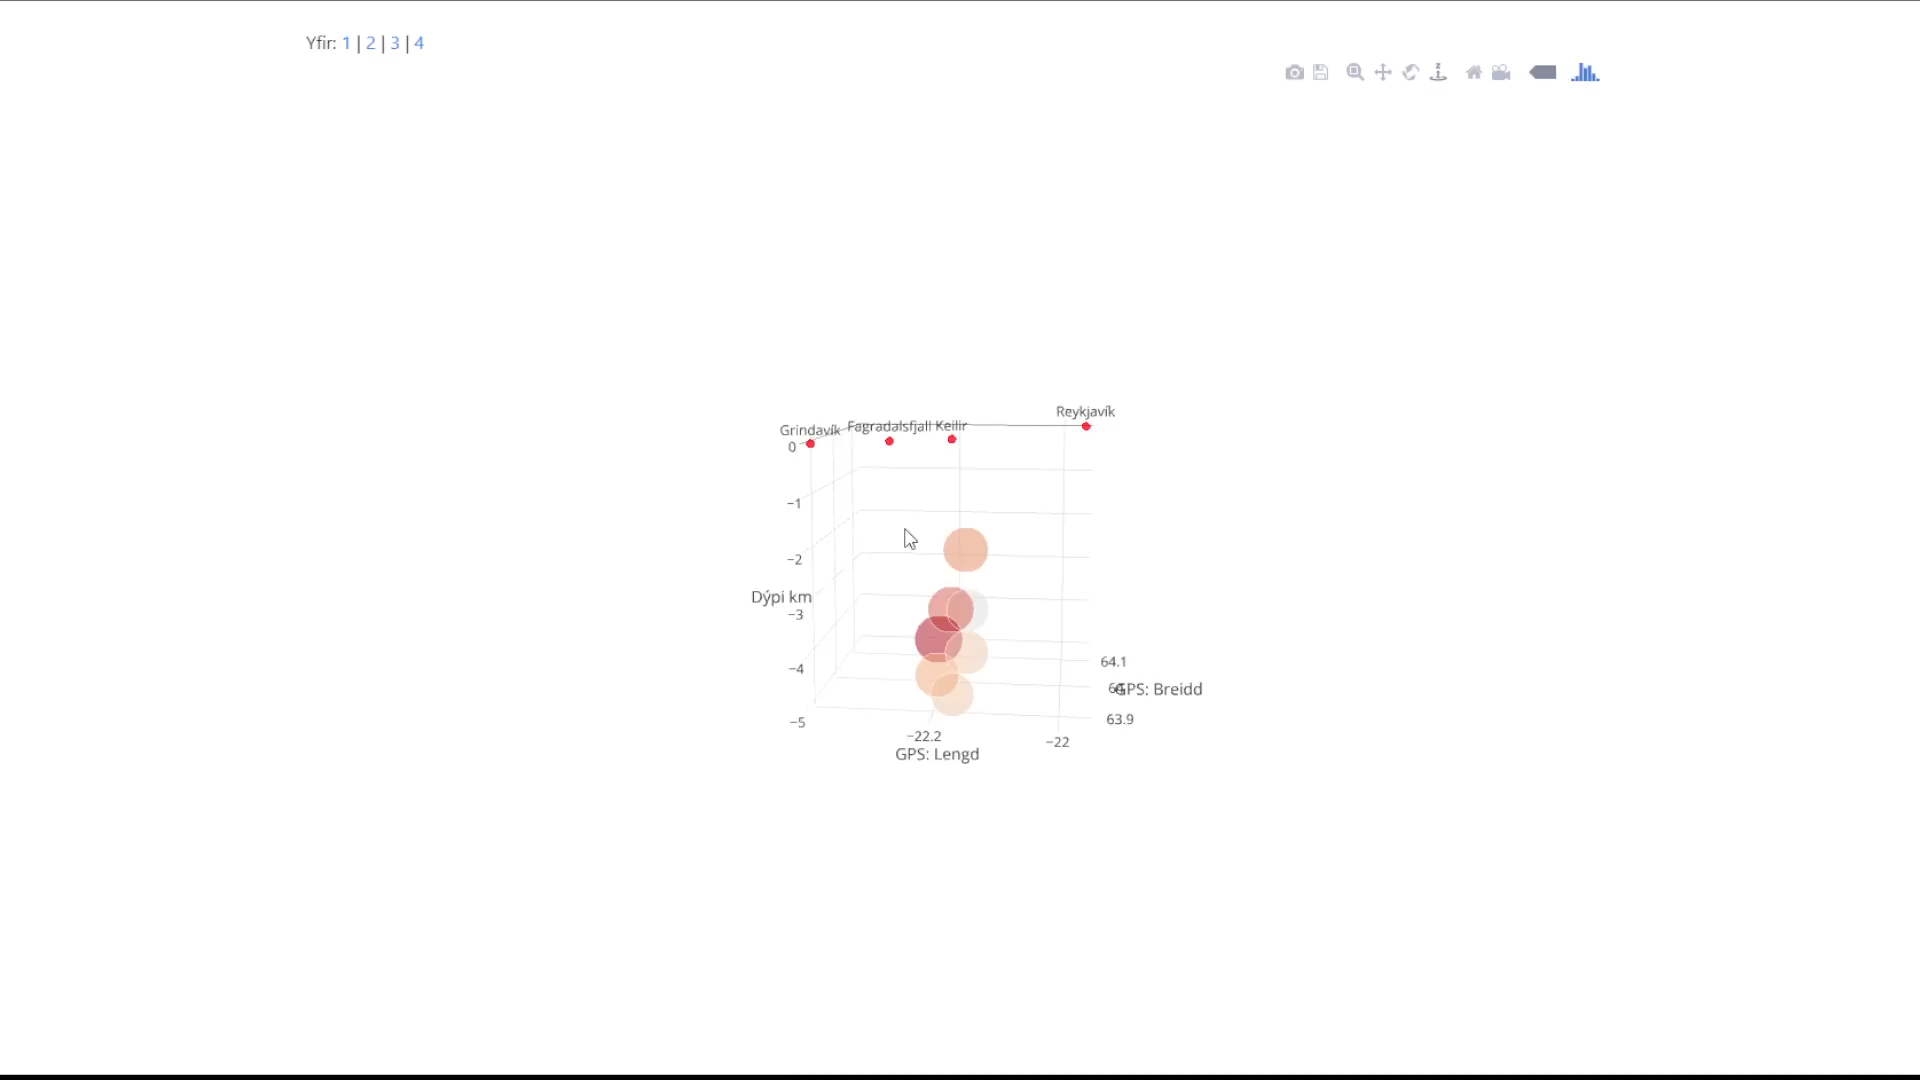 Yfir: 1 | 2 | 3 | 4
Reykjavík
Grindavík Fagradalsfjall Keilir
0
−1
−2
Dýpi km
−3
−4
64.1
64
GPS: Breidd
63.9
−5
−22.2
−22
GPS: Lengd